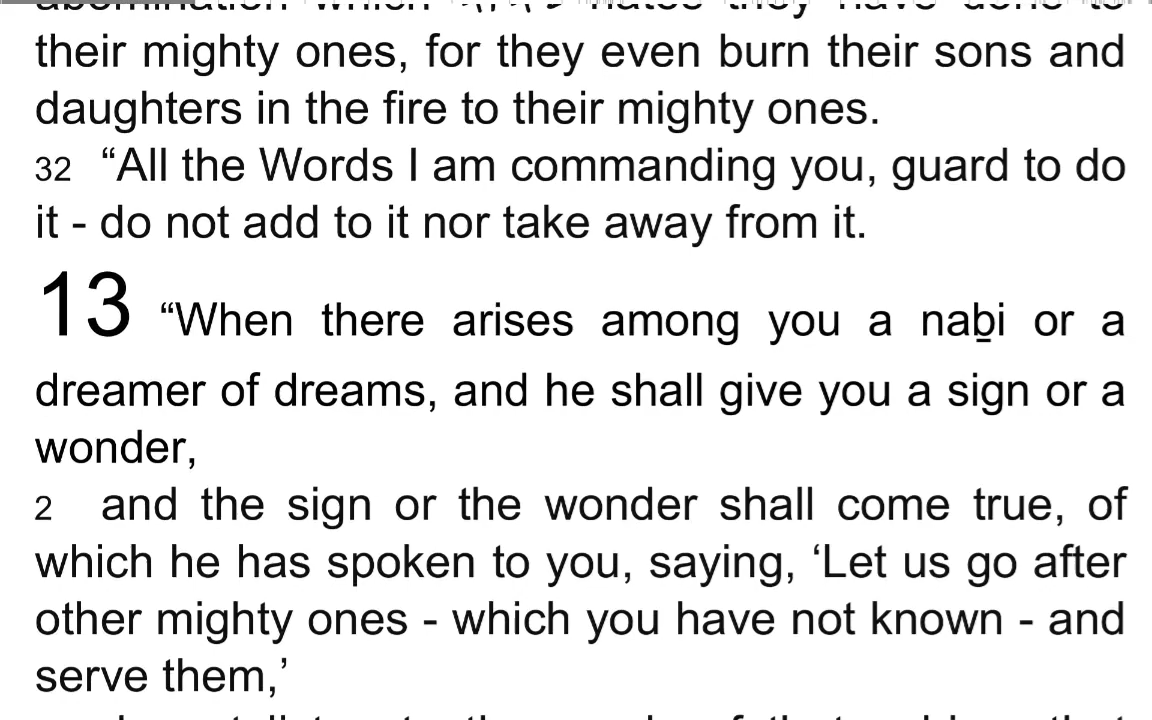 their mighty ones, for they even burn their sons and
daughters in the fire to their mighty ones.
32 “All the Words I am commanding you, guard to do
it - do not add to it nor take away from it.
13 “When there arises among you a naḇi or a
dreamer of dreams, and he shall give you a sign or a
wonder,
2 and the sign or the wonder shall come true, of
which he has spoken to you, saying, ‘Let us go after
other mighty ones - which you have not known - and
serve them,’